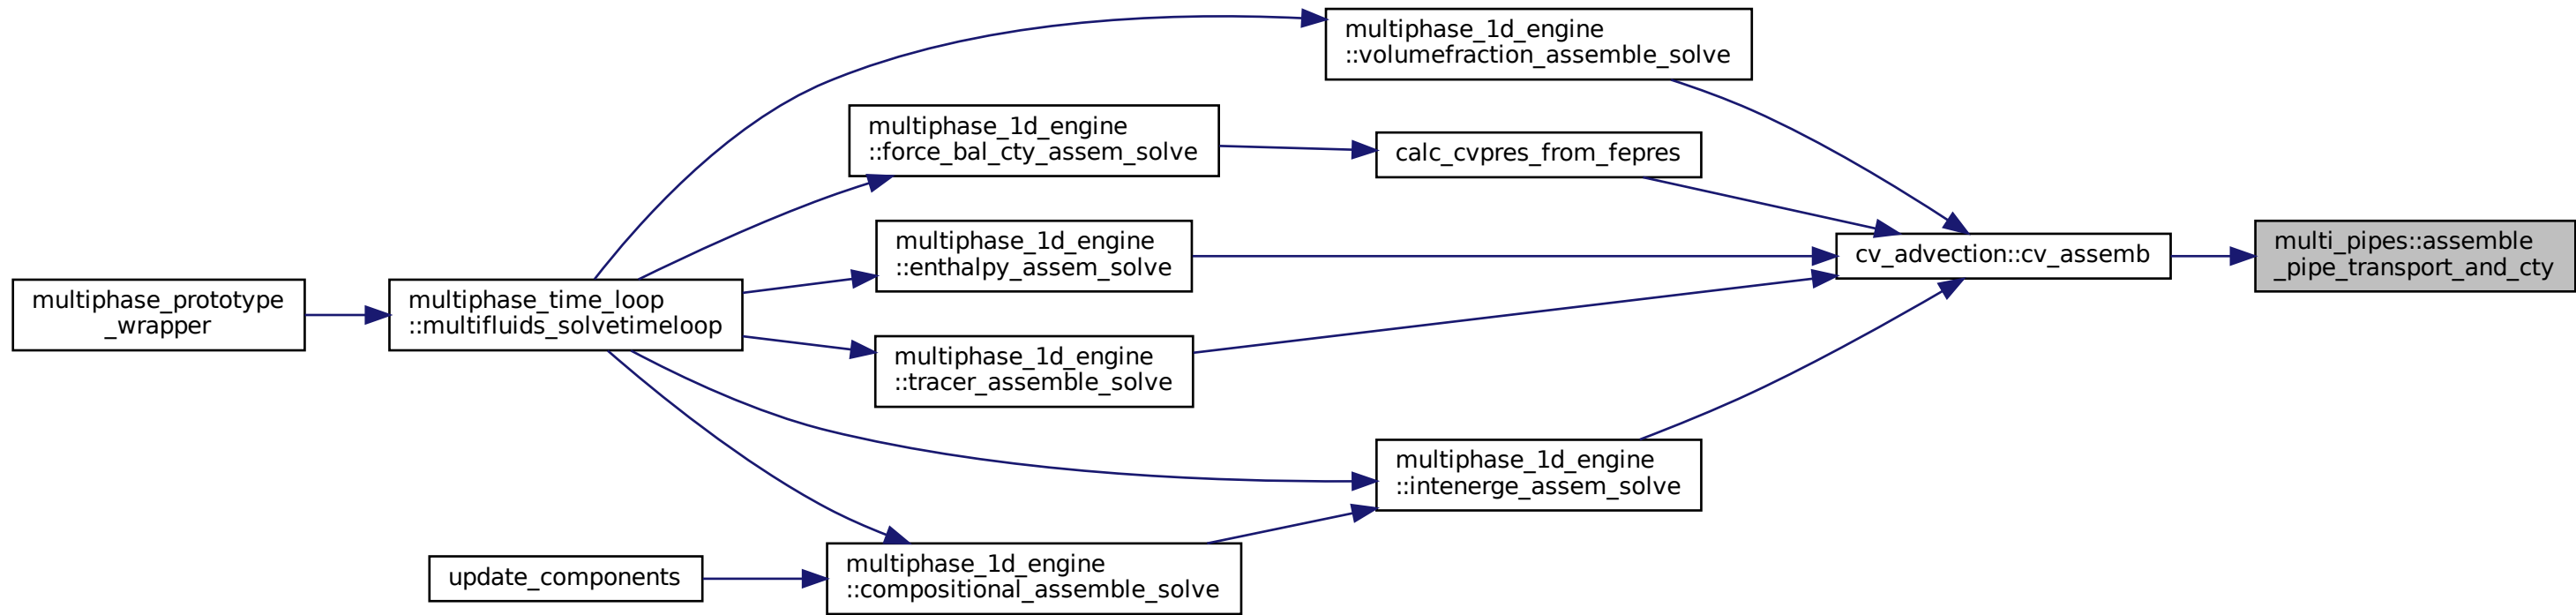 multiphase_1d_engine
::volumefraction_assemble_solve
multiphase_1d_engine
::force_bal_cty_assem_solve
calc_cvpres_from_fepres
multiphase_1d_engine
::enthalpy_assem_solve
cv_advection::cv_assemb
multi_pipes::assemble
_pipe_transport_and_cty
multiphase_prototype
_wrapper
multiphase_time_loop
::multifluids_solvetimeloop
multiphase_1d_engine
::tracer_assemble_solve
multiphase_1d_engine
::intenerge_assem_solve
update_components
multiphase_1d_engine
::compositional_assemble_solve